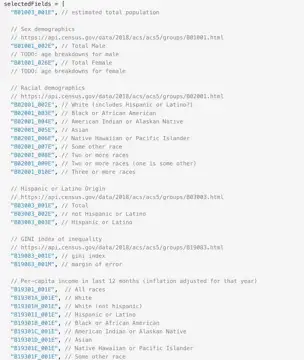 selectedFields = [
"B01003_001E", // estimated total population
// Sex demographics
// https://api.census.gov/data/2018/acs/acs5/groups/B01001.html
"B01001_002E", // Total Male
// TODO: age breakdowns for male
"B01001_026E", // Total Female
// TODO: age breakdowns for female
// Racial demographics
// https://api.census.gov/data/2018/acs/acs5/groups/B02001.html
"B02001_002E", // White (includes Hispanic or Latino?)
"B02001_003E", // Black or African American
"B02001_004E", // American Indian or Alaskan Native
"B02001_005E", // Asian
"B02001_006E", // Native Hawaiian or Pacific Islander
"B02001_007E", // Some other race
"B02001_008E", // Two or more races
"B02001_009E", // Two or more races (one is some other)
"B02001_010E", // Three or more races
// Hispanic or Latino Origin
// https://api.census.gov/data/2018/acs/acs5/groups/B03003.html
"B03003_001E", // Total
"B03003_002E", // not Hispanic or Latino
"B03003_003E", // Hispanic or Latino
// GINI index of inequality
// https://api.census.gov/data/2018/acs/acs5/groups/B19083.html
"B19083_001E", // gini index
"B19083_001M", // margin of error
// Per-capita income in last 12 months (inflation adjusted for that year)
"B19301_001E", // All races
"B19301A_001E", // White
"B19301H_001E", // White (not hispanic)
"B19301I_001E", // Hispanic or Latino
"B19301B_001E", // Black or African American
"B19301C_001E", // American Indian or Alaskan Native
"B19301D_001E", // Asian
"B19301E_001E", // Native Hawaiian or Pacific Islander
"B19301F_001E", // Some other race